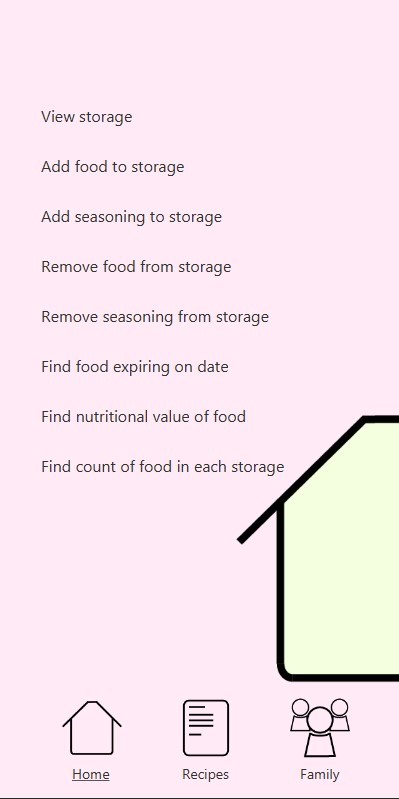 View storage
Add food to storage
Add seasoning to storage
Remove food from storage
Remove seasoning from storage
Find food expiring on date
Find nutritional value of food
Find count of food in each storage
Home
Recipes
Family